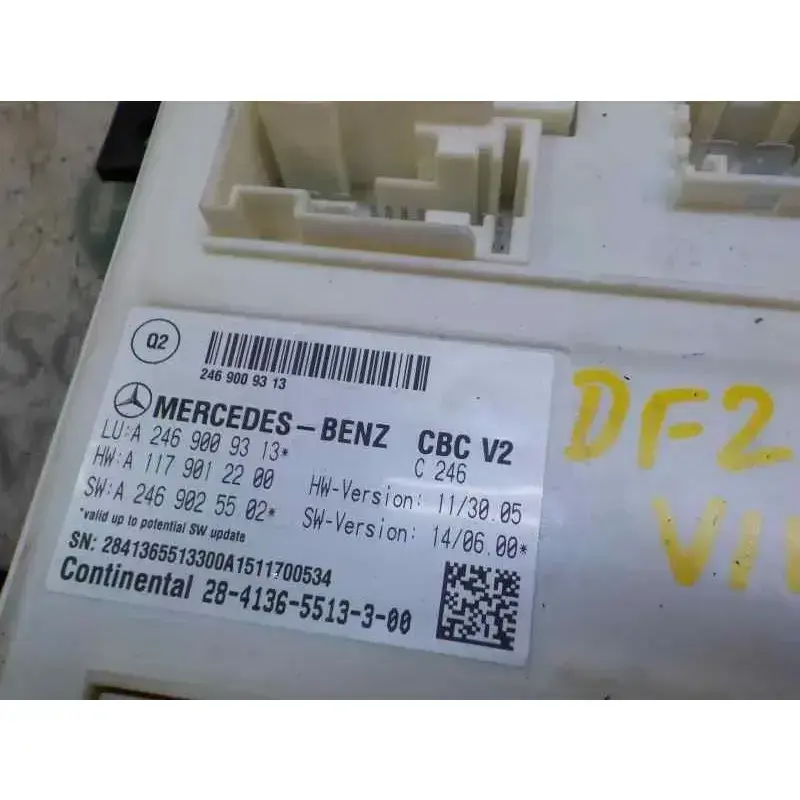 Q2
246 900 93 13
MERCEDES-BENZ CBC V2
LU:A 246 900 93 13* C 246
HW:A 117 901 22 00 HW-Version: 11/30.05
SW:A 246 902 55 02* SW-Version: 14/06.00*
*valid up to potential SW update
SN: 2841365513300A1511700534
Continental 28-4136-5513-3-00
DF2